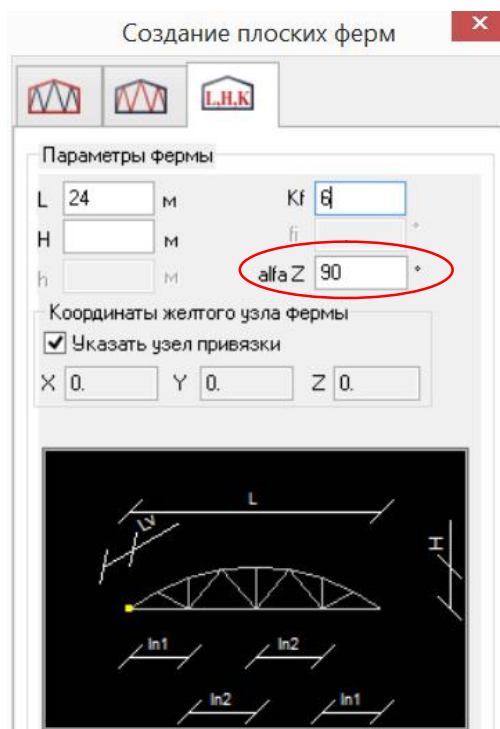 Создание плоских ферм
L,H,K
Параметры фермы
L 24 м Kf 6
H м fi °
h м alfa Z 90 °
Координаты желтого узла фермы
Указать узел привязки
X 0. Y 0. Z 0.
L
Lv
H
ln1 ln2
ln2 ln1